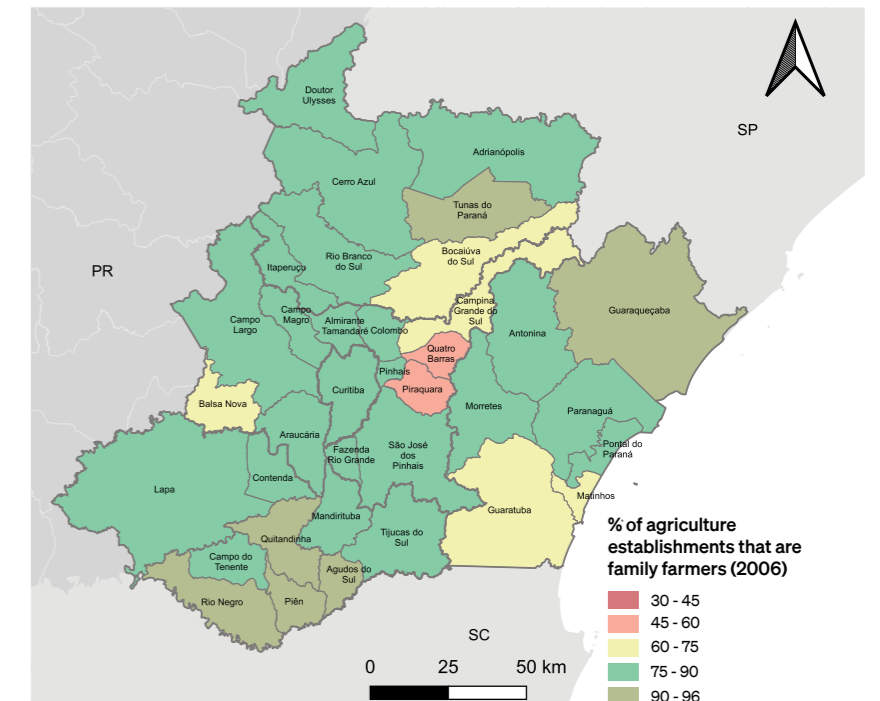 Doutor
Ulysses
SP
Adrianópolis
Cerro Azul
Tunas do
Paraná
Bocaiúva
do Sul
Rio Branco
do Sul
Itaperuçu
PR
Guaraqueçaba
Campina
Grande do
Sul
Campo
Magro
Campo
Largo
Almirante
Tamandaré
Colombo
Antonina
Quatro
Barras
Pinhais
Piraquara
Curitiba
Balsa Nova
Morretes
Paranaguá
Araucária
Pontal do
Paraná
Fazenda
Rio Grande
São José
dos
Pinhais
Contenda
Lapa
Matinhos
Guaratuba
Mandirituba
Tijucas do
Sul
Quitandinha
Campo do
Tenente
Agudos do
Sul
Rio Negro
Piên
SC
% of agriculture
establishments that are
family farmers (2006)
30 - 45
45 - 60
60 - 75
75 - 90
90 - 96
0 25 50 km